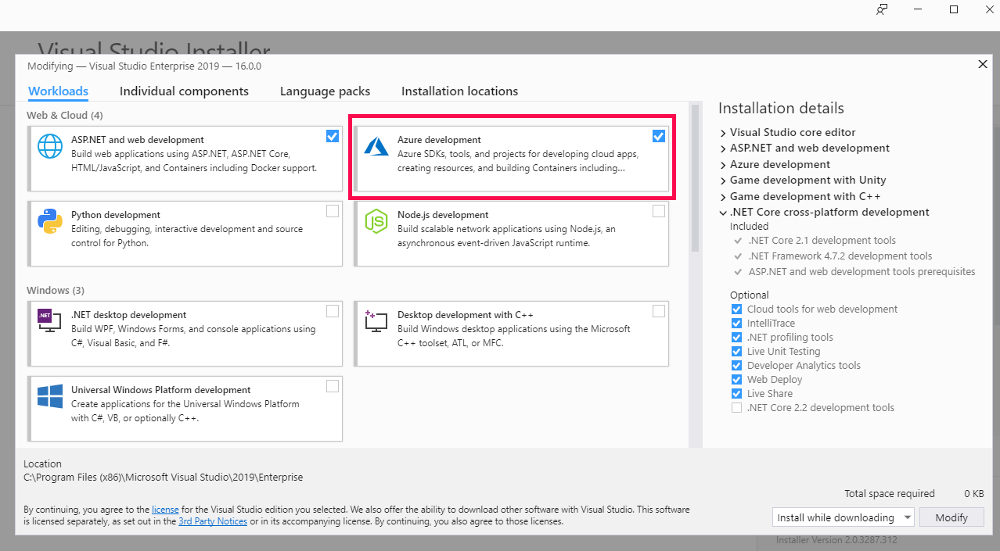 Visual Studio Installer
Modifying — Visual Studio Enterprise 2019 — 16.0.0
Workloads
Individual components
Language packs
Installation locations
Web & Cloud (4)
ASP.NET and web development
Build web applications using ASP.NET, ASP.NET Core,
HTML/JavaScript, and Containers including Docker support.
Azure development
Azure SDKs, tools, and projects for developing cloud apps,
creating resources, and building Containers including...
Python development
Editing, debugging, interactive development and source
control for Python.
JS
Node.js development
Build scalable network applications using Node.js, an
asynchronous event-driven JavaScript runtime.
Windows (3)
.NET
.NET desktop development
Build WPF, Windows Forms, and console applications using
C#, Visual Basic, and F#.
Desktop development with C++
Build Windows desktop applications using the Microsoft
C++ toolset, ATL, or MFC.
Universal Windows Platform development
Create applications for the Universal Windows Platform
with C#, VB, or optionally C++.
Installation details
Visual Studio core editor
ASP.NET and web development
Azure development
Game development with Unity
Game development with C++
.NET Core cross-platform development
Included
.NET Core 2.1 development tools
.NET Framework 4.7.2 development tools
ASP.NET and web development tools prerequisites
Optional
Cloud tools for web development
IntelliTrace
.NET profiling tools
Live Unit Testing
Developer Analytics tools
Web Deploy
Live Share
.NET Core 2.2 development tools
Location
C:\Program Files (x86)\Microsoft Visual Studio\2019\Enterprise
Total space required 0 KB
By continuing, you agree to the license for the Visual Studio edition you selected. We also offer the ability to download other software with Visual Studio. This software
is licensed separately, as set out in the 3rd Party Notices or in its accompanying license. By continuing, you also agree to those licenses.
Install while downloading
Modify
Installer Version 2.0.3287.312